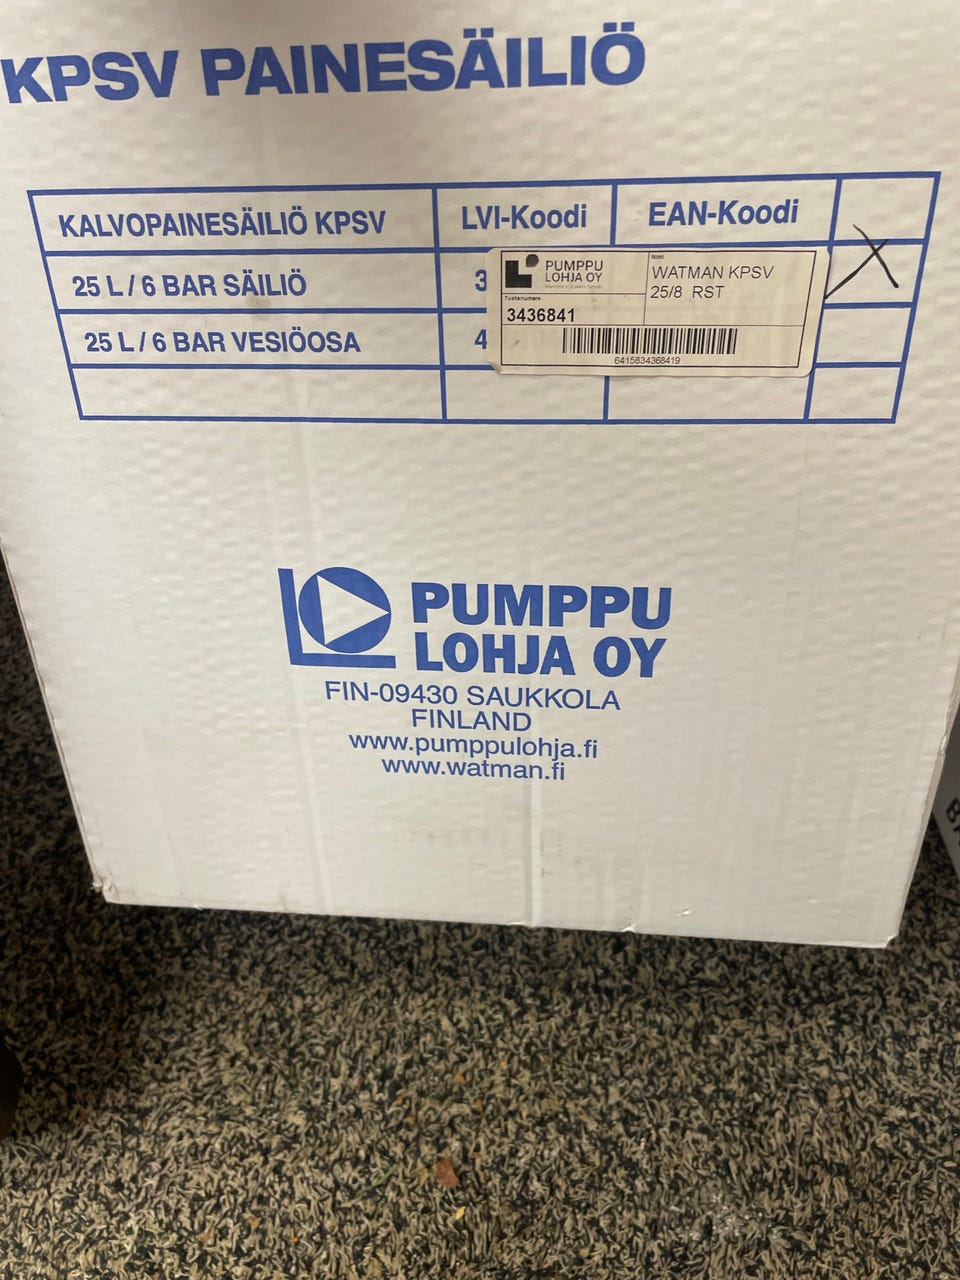 KPSV PAINESÄILIÖ
KALVOPAINESÄILIÖ KPSV LVI-Koodi EAN-Koodi
25 L / 6 BAR SÄILIÖ 3
25 L / 6 BAR VESIÖOSA 4
PUMPPU
LOHJA OY
Nimi
WATMAN KPSV
25/8 RST
Tuotenumero
3436841
6415834368419
X
PUMPPU
LOHJA OY
FIN-09430 SAUKKOLA
FINLAND
www.pumppulohja.fi
www.watman.fi